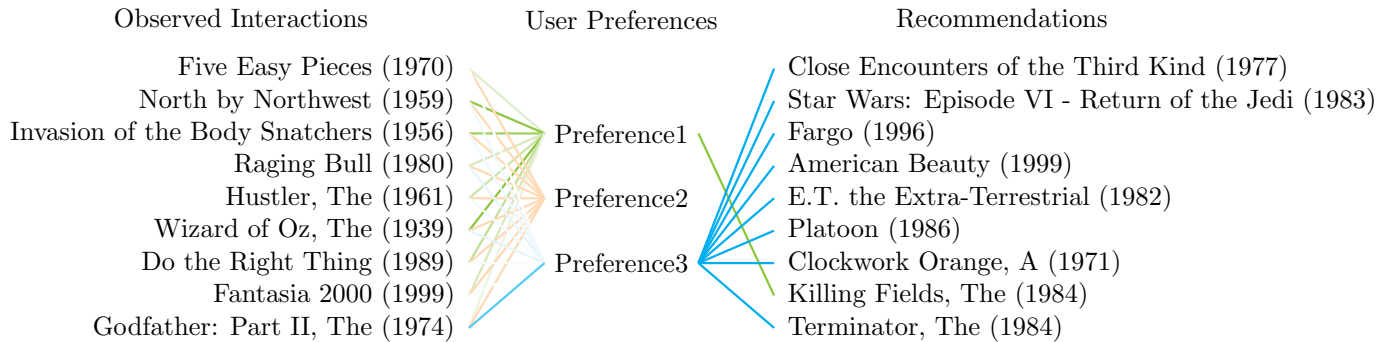 Observed Interactions
User Preferences
Recommendations
Five Easy Pieces (1970)
North by Northwest (1959)
Invasion of the Body Snatchers (1956)
Raging Bull (1980)
Hustler, The (1961)
Wizard of Oz, The (1939)
Do the Right Thing (1989)
Fantasia 2000 (1999)
Godfather: Part II, The (1974)
Preference1
Preference2
Preference3
Close Encounters of the Third Kind (1977)
Star Wars: Episode VI - Return of the Jedi (1983)
Fargo (1996)
American Beauty (1999)
E.T. the Extra-Terrestrial (1982)
Platoon (1986)
Clockwork Orange, A (1971)
Killing Fields, The (1984)
Terminator, The (1984)